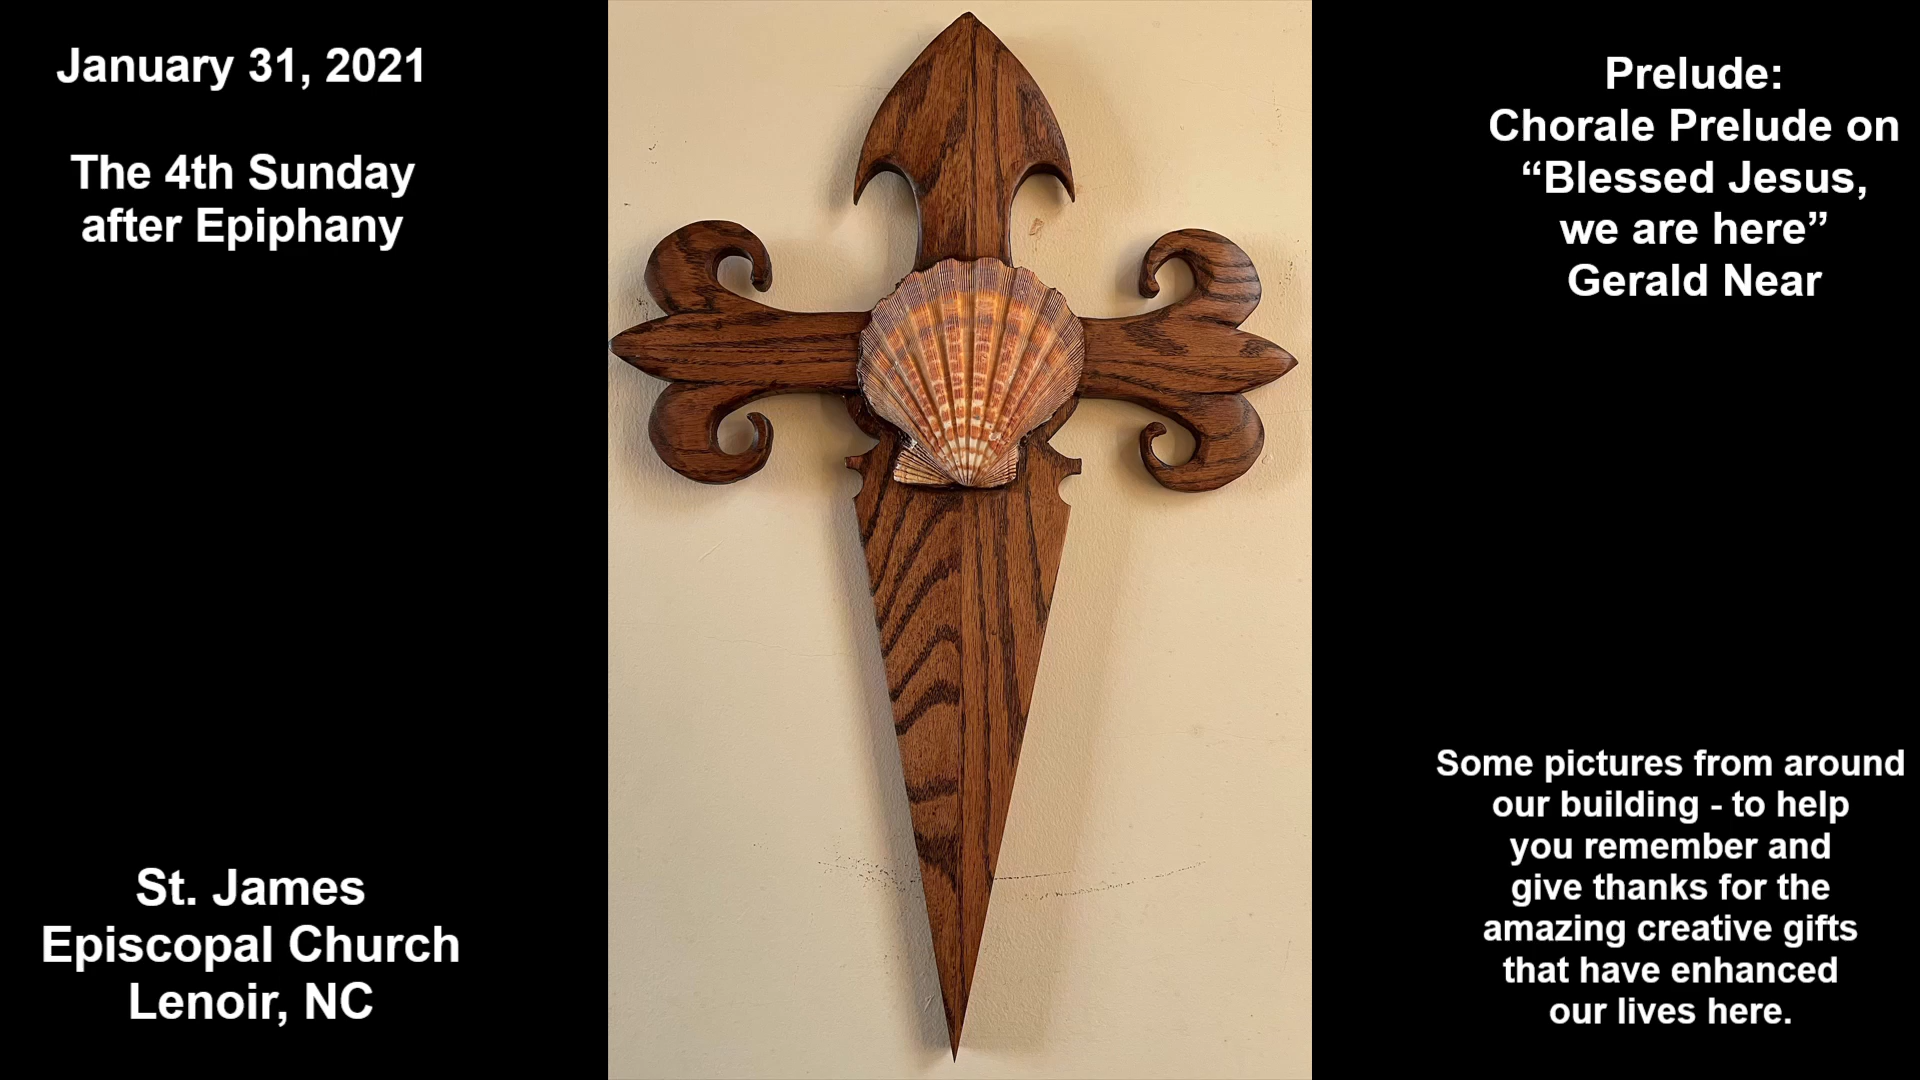 January 31, 2021
The 4th Sunday
after Epiphany
St. James
Episcopal Church
Lenoir, NC
Prelude:
Chorale Prelude on
“Blessed Jesus,
we are here”
Gerald Near
Some pictures from around
our building - to help
you remember and
give thanks for the
amazing creative gifts
that have enhanced
our lives here.